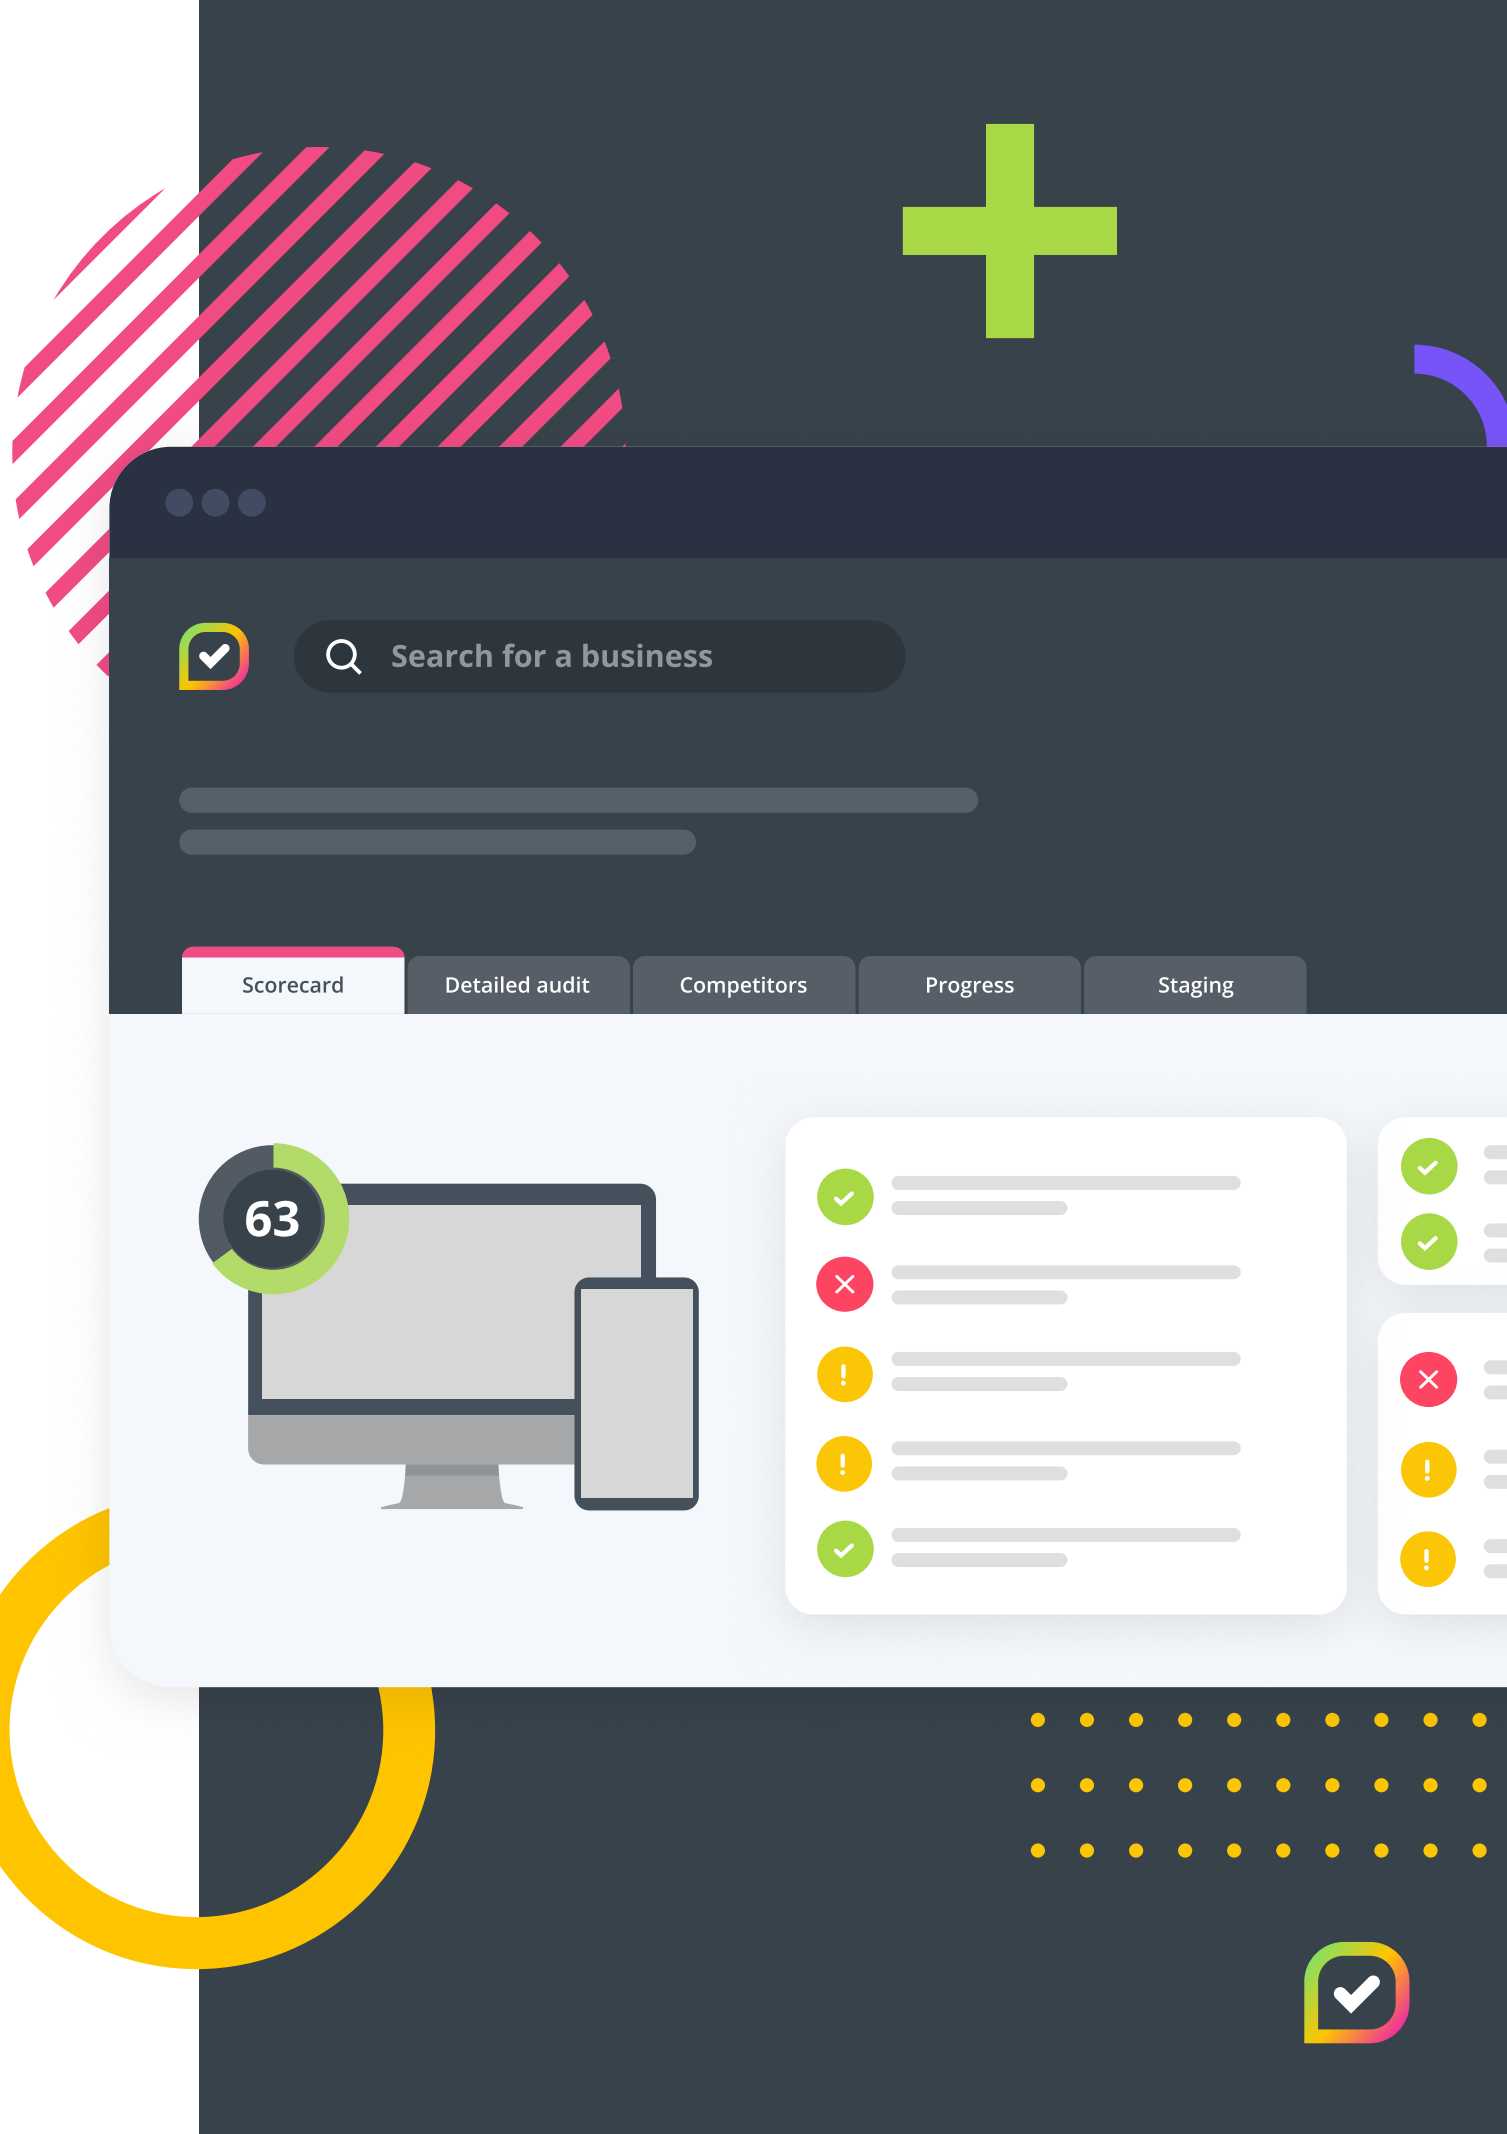 Search for a business
Scorecard
Detailed audit
Competitors
Progress
Staging
63